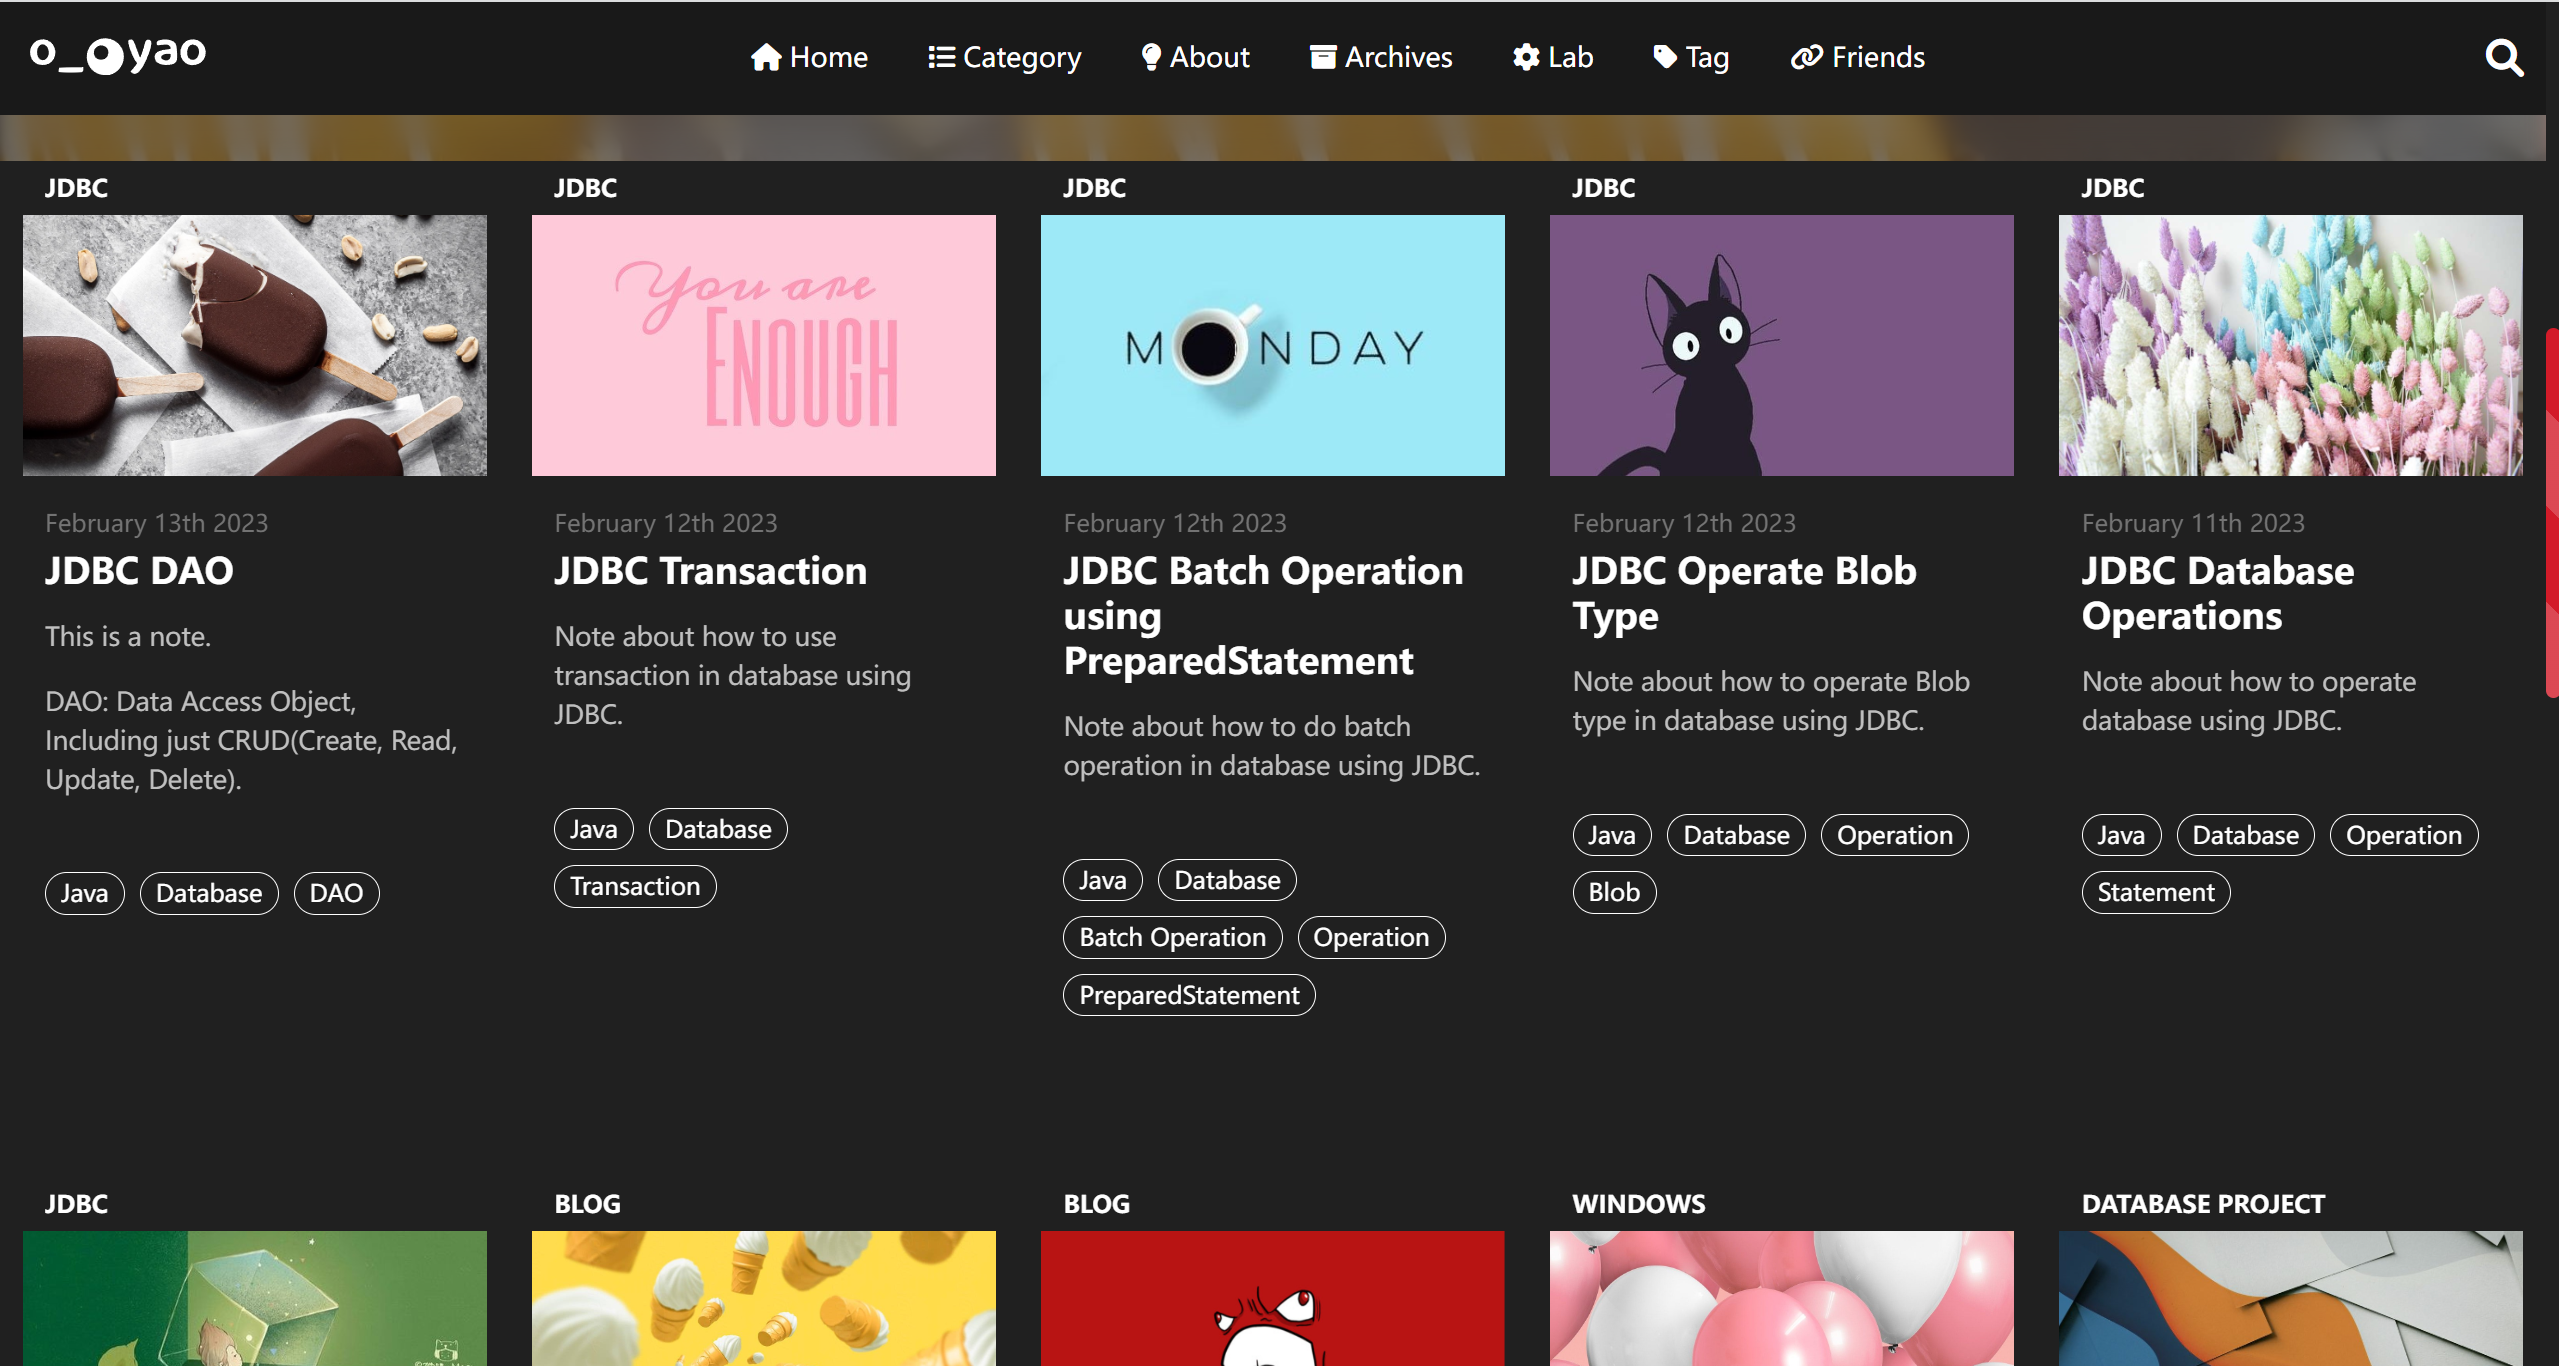 o_oyao
Home Category About Archives Lab Tag Friends
JDBC
You are
ENOUGH
February 13th 2023
JDBC DAO
This is a note.
DAO: Data Access Object,
Including just CRUD(Create, Read,
Update, Delete).
Java Database DAO
JDBC
February 12th 2023
JDBC Transaction
Note about how to use
transaction in database using
JDBC.
Java Database
Transaction
JDBC
MONDAY
February 12th 2023
JDBC Batch Operation
using
PreparedStatement
Note about how to do batch
operation in database using JDBC.
Java Database
Batch Operation Operation
PreparedStatement
JDBC
February 12th 2023
JDBC Operate Blob
Type
Note about how to operate Blob
type in database using JDBC.
Java Database Operation
Blob
JDBC
February 11th 2023
JDBC Database
Operations
Note about how to operate
database using JDBC.
Java Database Operation
Statement
JDBC
BLOG
BLOG
WINDOWS
DATABASE PROJECT